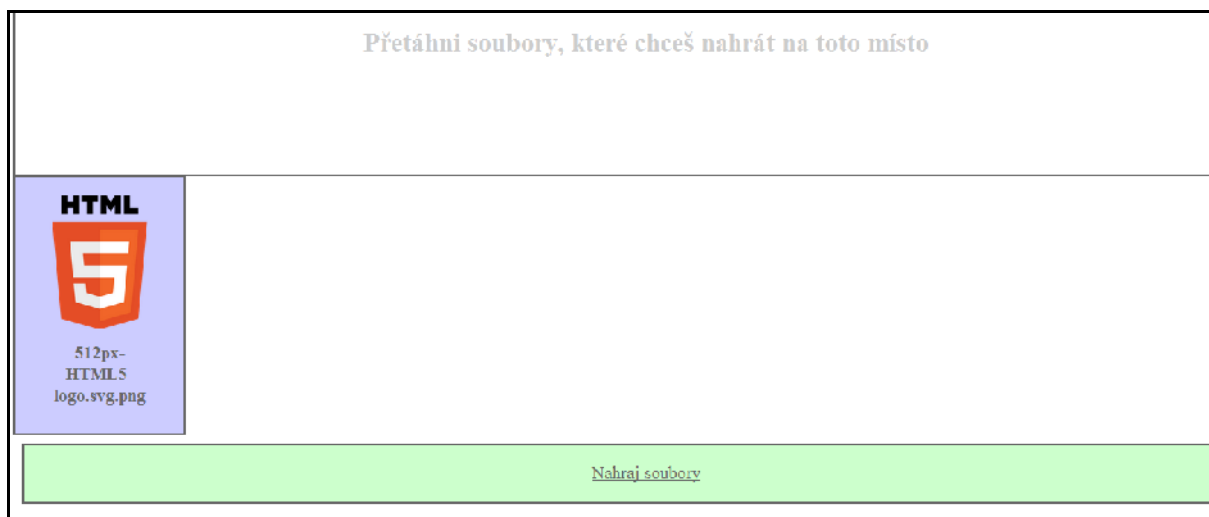 Přetáhni soubory, které chceš nahrát na toto místo
HTML
5
512px-
HTML5
logo.svg.png
Nahraj soubory